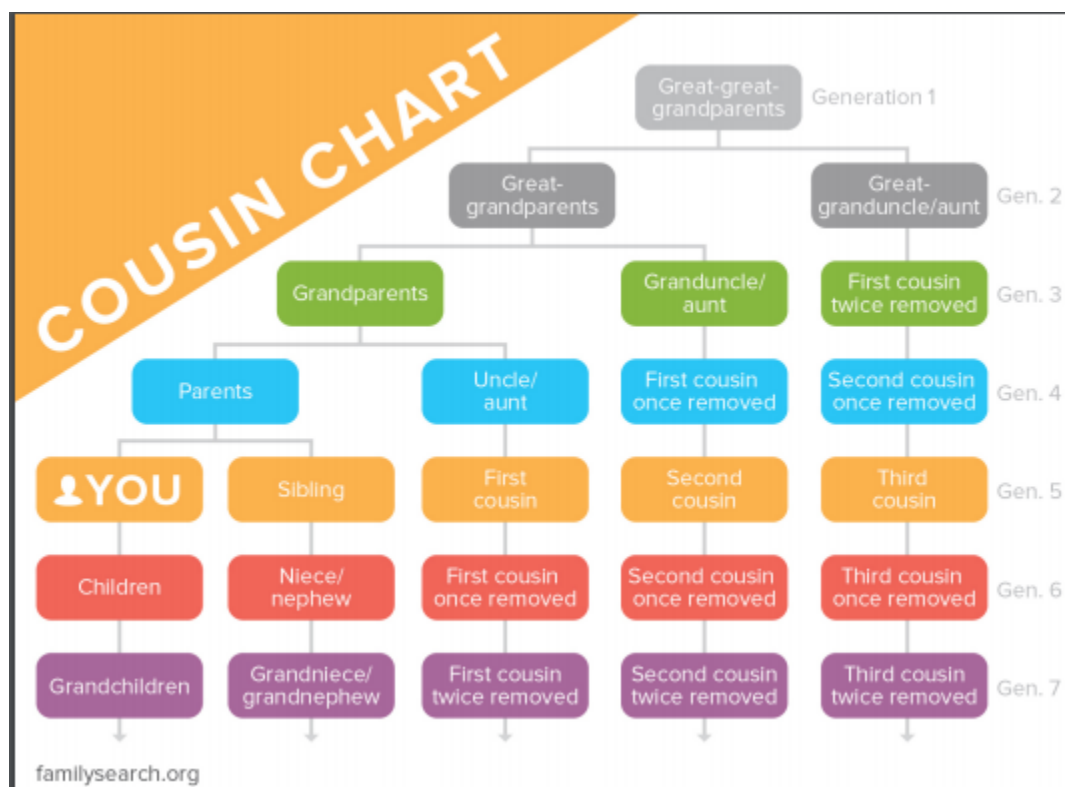 COUSIN CHART
Great-great-
grandparents
Generation 1
Great-
grandparents
Great-
granduncle/aunt
Gen. 2
Grandparents
Granduncle/
aunt
First cousin
twice removed
Gen. 3
Parents
Uncle/
aunt
First cousin
once removed
Second cousin
once removed
Gen. 4
YOU
Sibling
First
cousin
Second
cousin
Third
cousin
Gen. 5
Children
Niece/
nephew
First cousin
once removed
Second cousin
once removed
Third cousin
once removed
Gen. 6
Grandchildren
Grandniece/
grandnephew
First cousin
twice removed
Second cousin
twice removed
Third cousin
twice removed
Gen. 7
familysearch.org